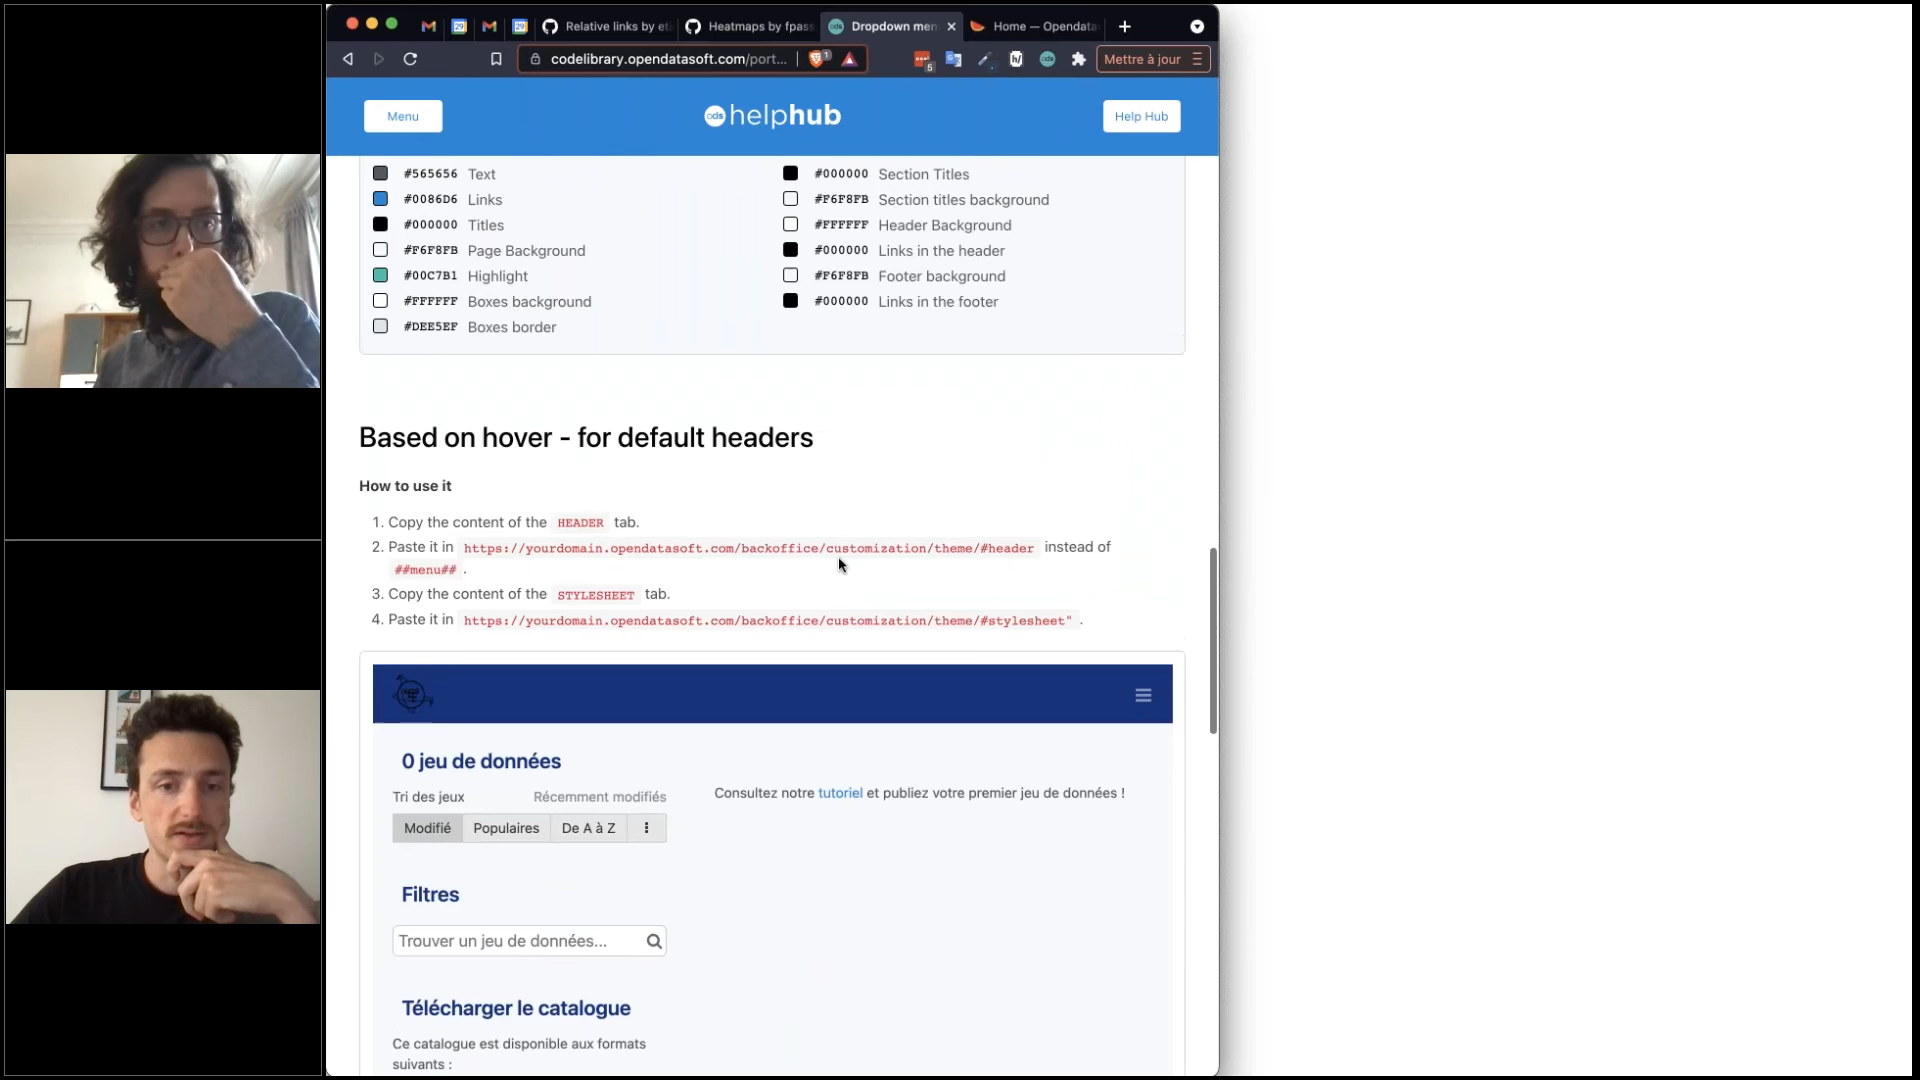 Relative links by et
Heatmaps by fpass
Dropdown men
Home — Opendata
codelibrary.opendatasoft.com/port...
1
5
Mettre à jour
Menu
ods helphub
Help Hub
#565656 Text
#0086D6 Links
#000000 Titles
#F6F8FB Page Background
#00C7B1 Highlight
#FFFFFF Boxes background
#DEE5EF Boxes border
#000000 Section Titles
#F6F8FB Section titles background
#FFFFFF Header Background
#000000 Links in the header
#F6F8FB Footer background
#000000 Links in the footer
Based on hover - for default headers
How to use it
1. Copy the content of the HEADER tab.
2. Paste it in https://yourdomain.opendatasoft.com/backoffice/customization/theme/#header instead of
##menu## .
3. Copy the content of the STYLESHEET tab.
4. Paste it in https://yourdomain.opendatasoft.com/backoffice/customization/theme/#stylesheet" .
0 jeu de données
Tri des jeux Récemment modifiés
Modifié Populaires De A à Z
Consultez notre tutoriel et publiez votre premier jeu de données !
Filtres
Trouver un jeu de données...
Télécharger le catalogue
Ce catalogue est disponible aux formats
suivants :